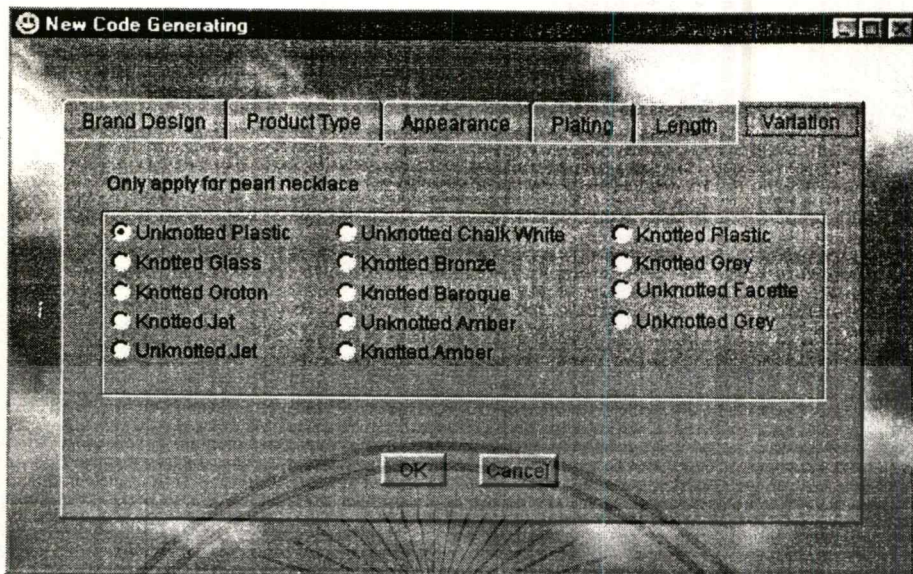 New Code Generating
Brand Design Product Type Appearance Plating Length Variation
Only apply for pearl necklace
Unknotted Plastic Unknotted Chalk White Knotted Plastic
Knotted Glass Knotted Bronze Knotted Grey
Knotted Oroton Knotted Baroque Unknotted Facette
Knotted Jet Unknotted Amber Unknotted Grey
Unknotted Jet Knotted Amber
OK Cancel